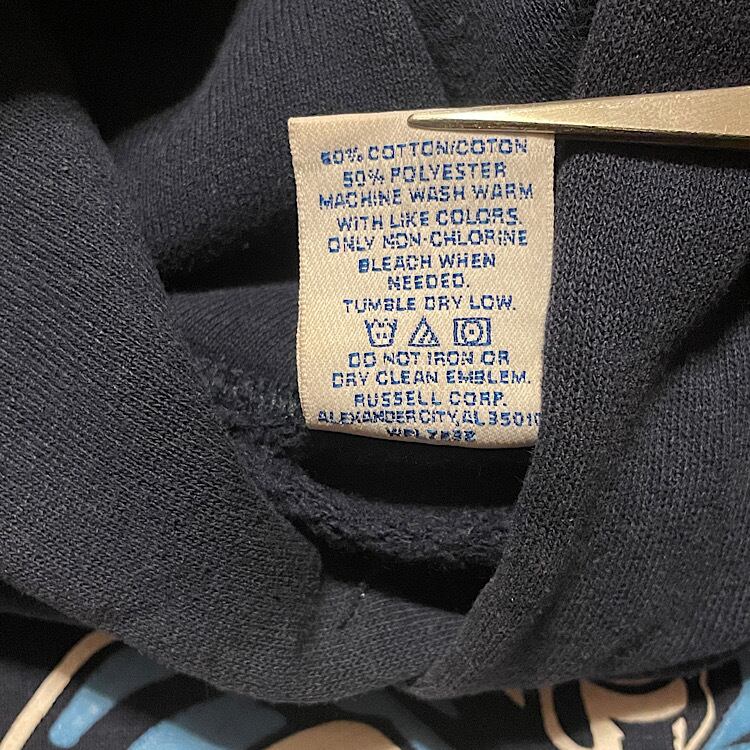 50% COTTON/COTON
50% POLYESTER
MACHINE WASH WARM
WITH LIKE COLORS.
ONLY NON-CHLORINE
BLEACH WHEN
NEEDED.
TUMBLE DRY LOW.
DO NOT IRON OR
DRY CLEAN EMBLEM.
RUSSELL CORP.
ALEXANDER CITY, AL 35010